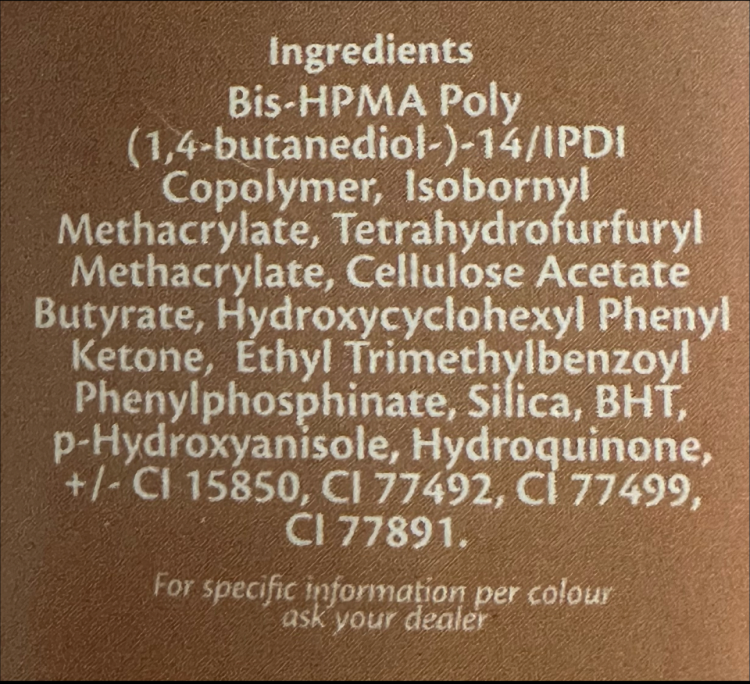 Ingredients
Bis-HPMA Poly
(1,4-butanediol-)-14/IPDI
Copolymer, Isobornyl
Methacrylate, Tetrahydrofurfuryl
Methacrylate, Cellulose Acetate
Butyrate, Hydroxycyclohexyl Phenyl
Ketone, Ethyl Trimethylbenzoyl
Phenylphosphinate, Silica, BHT,
p-Hydroxyanisole, Hydroquinone,
+/- CI 15850, CI 77492, CI 77499,
CI 77891.
For specific information per colour
ask your dealer